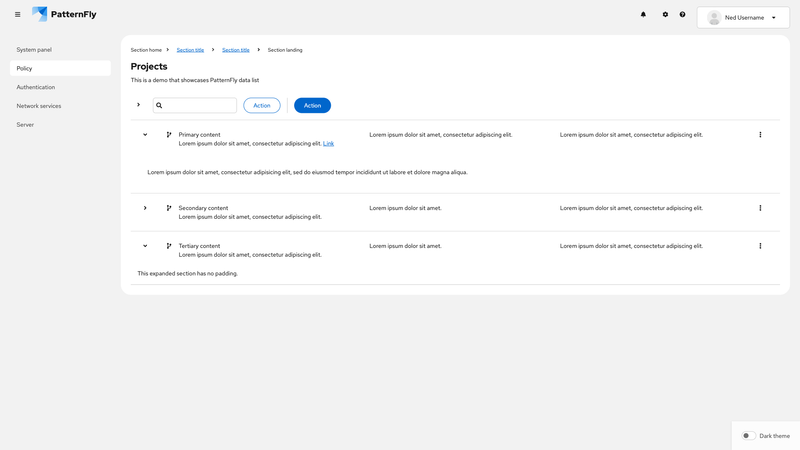 PatternFly
Ned Username
System panel
Policy
Authentication
Network services
Server
Section home Section title Section title Section landing
Projects
This is a demo that showcases PatternFly data list
Action Action
Primary content
Lorem ipsum dolor sit amet, consectetur adipiscing elit. Link
Lorem ipsum dolor sit amet, consectetur adipiscing elit.
Lorem ipsum dolor sit amet, consectetur adipiscing elit.
Lorem ipsum dolor sit amet, consectetur adipisicing elit, sed do eiusmod tempor incididunt ut labore et dolore magna aliqua.
Secondary content
Lorem ipsum dolor sit amet, consectetur adipiscing elit.
Lorem ipsum dolor sit amet.
Lorem ipsum dolor sit amet, consectetur adipiscing elit.
Tertiary content
Lorem ipsum dolor sit amet, consectetur adipiscing elit.
Lorem ipsum dolor sit amet.
Lorem ipsum dolor sit amet, consectetur adipiscing elit.
This expanded section has no padding.
Dark theme